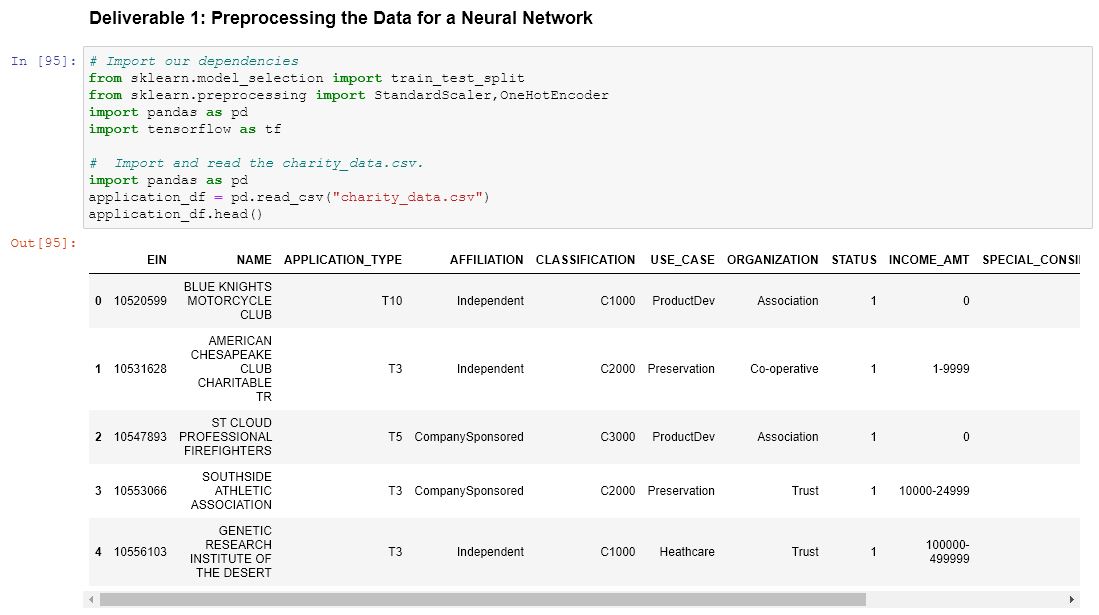 Deliverable 1: Preprocessing the Data for a Neural Network
In [95]: # Import our dependencies
from sklearn.model_selection import train_test_split
from sklearn.preprocessing import StandardScaler,OneHotEncoder
import pandas as pd
import tensorflow as tf
#  Import and read the charity_data.csv.
import pandas as pd
application_df = pd.read_csv("charity_data.csv")
application_df.head()
Out[95]:
EIN NAME APPLICATION_TYPE AFFILIATION CLASSIFICATION USE_CASE ORGANIZATION STATUS INCOME_AMT SPECIAL_CONSI
BLUE KNIGHTS
0 10520599 MOTORCYCLE T10 Independent C1000 ProductDev Association 1 0
CLUB
AMERICAN
CHESAPEAKE
1 10531628 CLUB T3 Independent C2000 Preservation Co-operative 1 1-9999
CHARITABLE
TR
ST CLOUD
2 10547893 PROFESSIONAL T5 CompanySponsored C3000 ProductDev Association 1 0
FIREFIGHTERS
SOUTHSIDE
3 10553066 ATHLETIC T3 CompanySponsored C2000 Preservation Trust 1 10000-24999
ASSOCIATION
GENETIC
RESEARCH
4 10556103 INSTITUTE OF T3 Independent C1000 Heathcare Trust 1 100000-
499999
THE DESERT